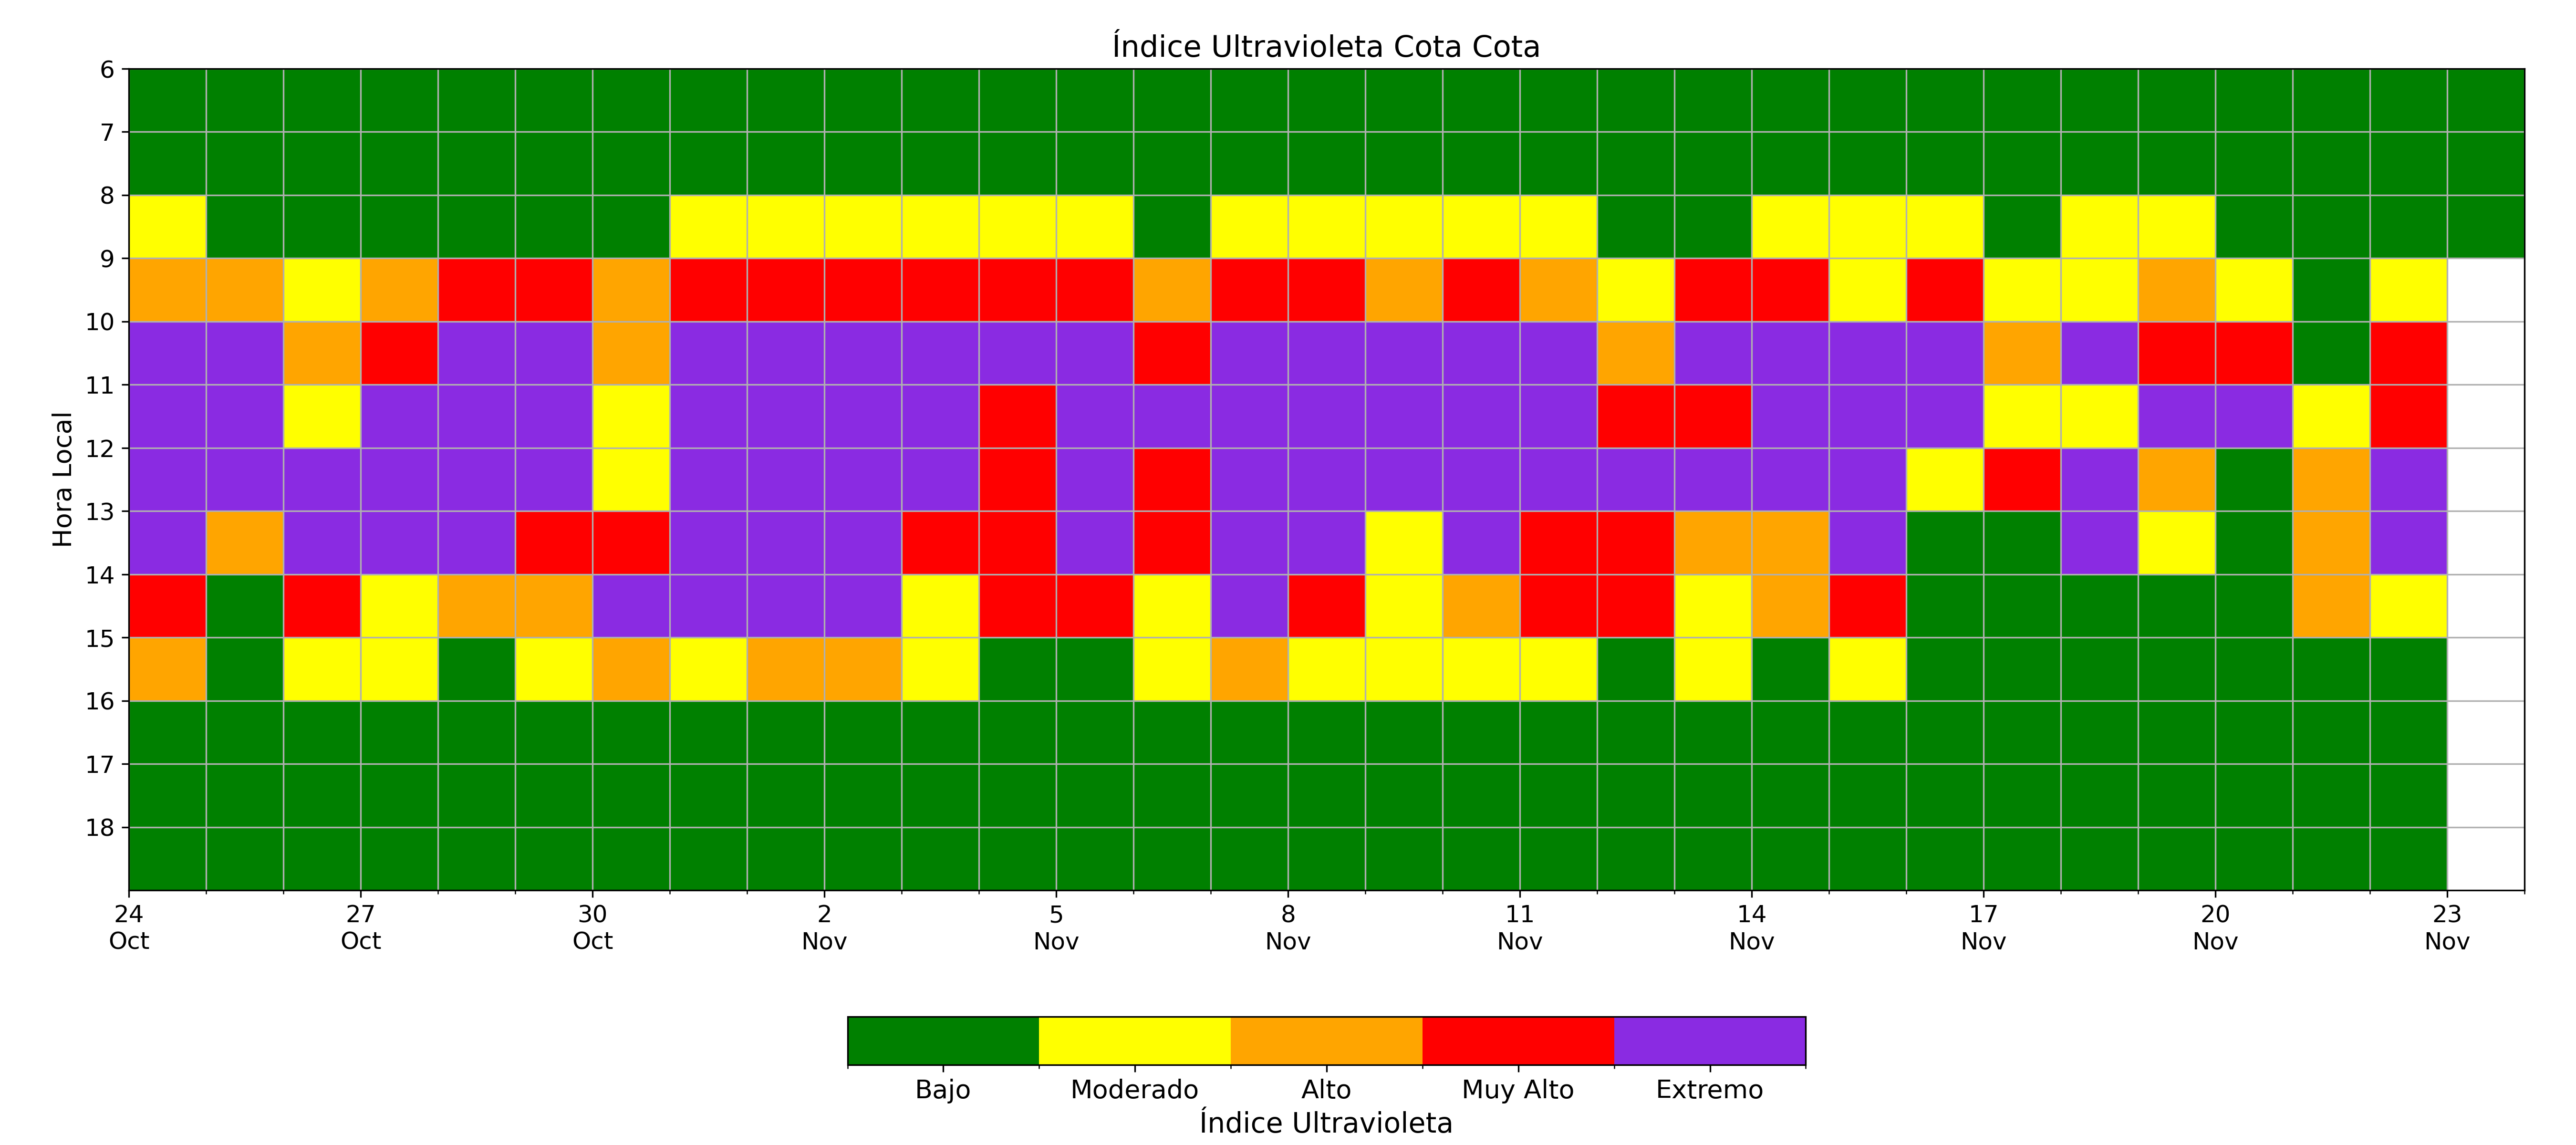 Índice Ultravioleta Cota Cota
Hora Local
6
7
8
9
10
11
12
13
14
15
16
17
18
24 27 30 2 5 8 11 14 17 20 23
Oct Oct Oct Nov Nov Nov Nov Nov Nov Nov Nov
Bajo Moderado Alto Muy Alto Extremo
Índice Ultravioleta